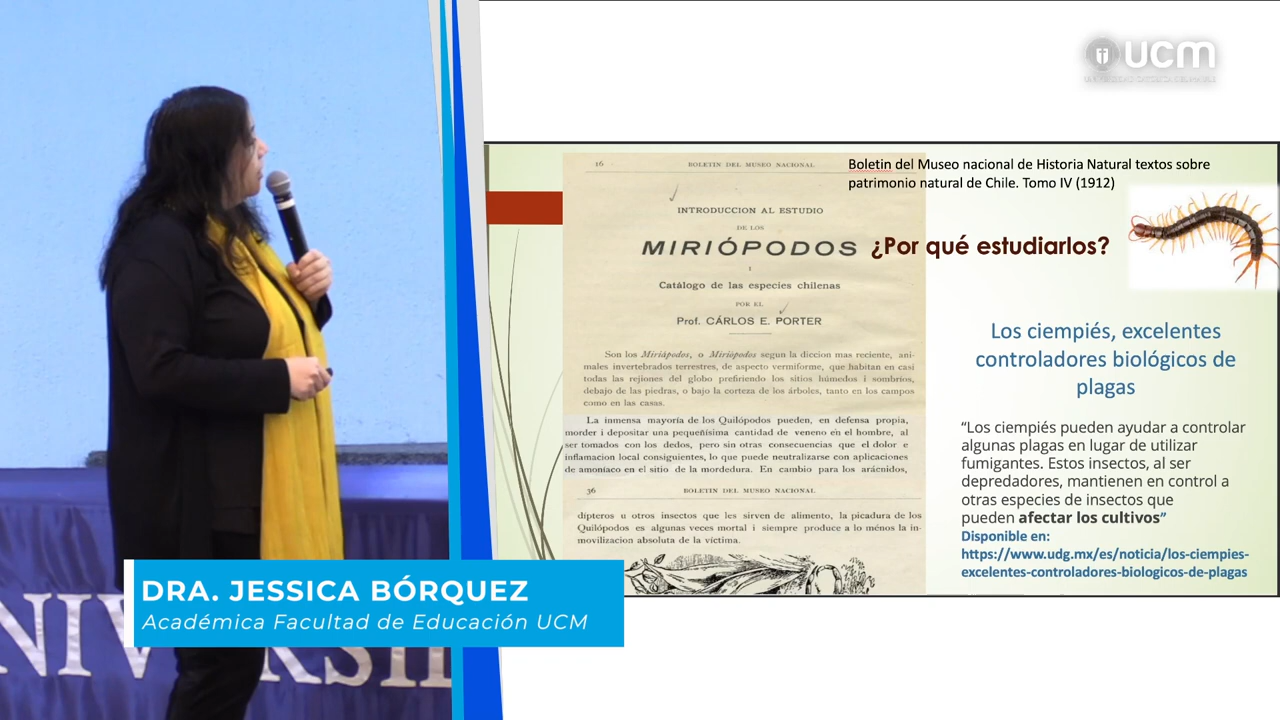 ucm
Boletin del Museo nacional de Historia Natural textos sobre
patrimonio natural de Chile. Tomo IV (1912)
16 BOLETIN DEL MUSEO NACIONAL
INTRODUCCION AL ESTUDIO
DE LOS
MIRIÓPODOS
¿Por qué estudiarlos?
I
Catálogo de las especies chilenas
POR EL
Prof. CÁRLOS E. PORTER
Son los Miriápodos, o Miriópodos segun la diccion mas reciente, ani-
males invertebrados terrestres, de aspecto vermiforme, que habitan en casi
todas las rejiones del globo prefiriendo los sitios húmedos i sombríos,
debajo de las piedras, o bajo la corteza de los árboles, tanto en los campos
como en las casas.
La inmensa mayoría de los Quilópodos pueden, en defensa propia,
morder i depositar una pequeñísima cantidad de veneno en el hombre, al
ser tomados con los dedos, pero sin otras consecuencias que el dolor e
inflamacion local consiguientes, lo que puede neutralizarse con aplicaciones
de amoníaco en el sitio de la mordedura. En cambio para los arácnidos,
36 BOLETIN DEL MUSEO NACIONAL
dípteros u otros insectos que les sirven de alimento, la picadura de los
Quilópodos es algunas veces mortal i siempre produce a lo ménos la in-
movilizacion absoluta de la víctima.
Los ciempiés, excelentes
controladores biológicos de
plagas
“Los ciempiés pueden ayudar a controlar
algunas plagas en lugar de utilizar
fumigantes. Estos insectos, al ser
depredadores, mantienen en control a
otras especies de insectos que
pueden afectar los cultivos”
Disponible en:
https://www.udg.mx/es/noticia/los-ciempies-
excelentes-controladores-biologicos-de-plagas
DRA. JESSICA BÓRQUEZ
Académica Facultad de Educación UCM